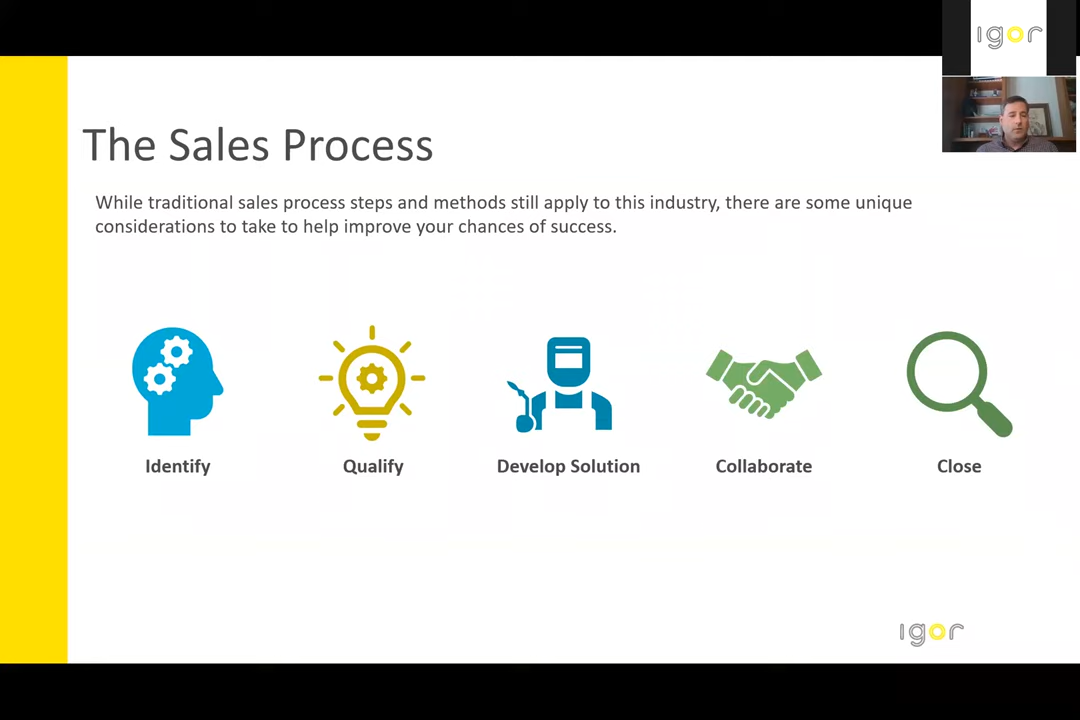 igor
The Sales Process
While traditional sales process steps and methods still apply to this industry, there are some unique
considerations to take to help improve your chances of success.
Identify
Qualify
Develop Solution
Collaborate
Close
igor